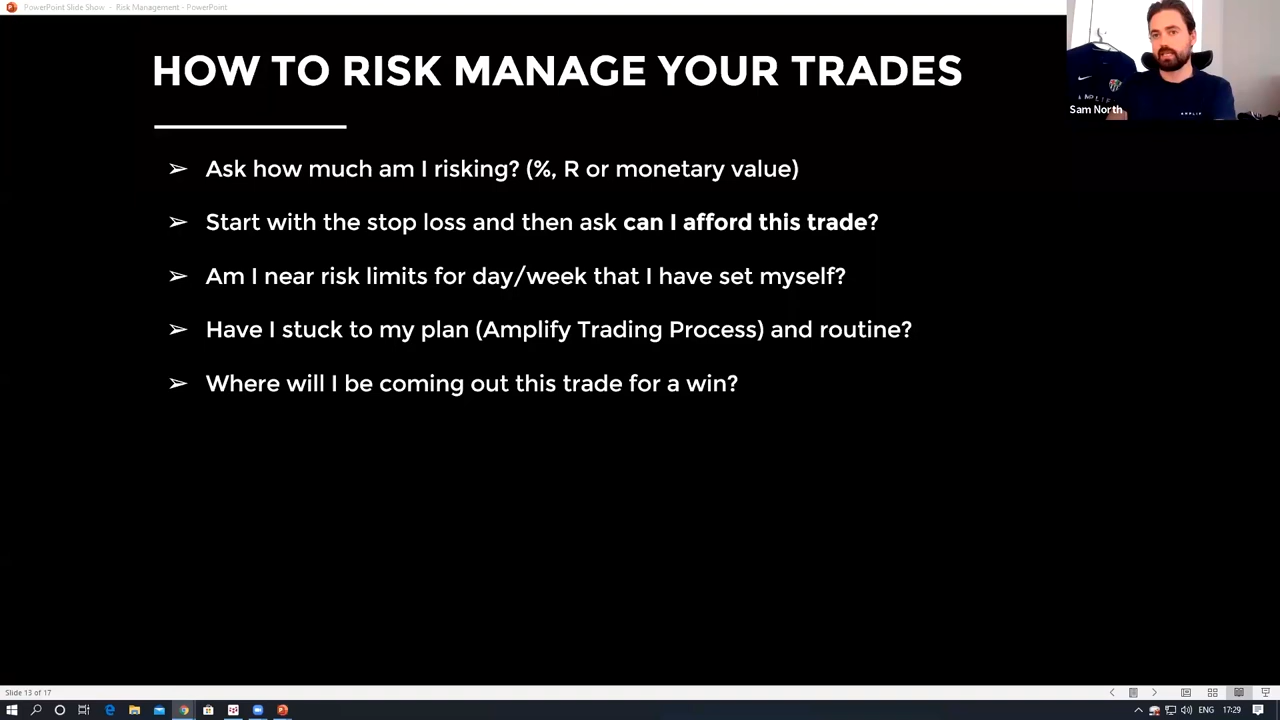 PowerPoint Slide Show - Risk Management - PowerPoint
HOW TO RISK MANAGE YOUR TRADES
Sam North
➢ Ask how much am I risking? (%, R or monetary value)
➢ Start with the stop loss and then ask can I afford this trade?
➢ Am I near risk limits for day/week that I have set myself?
➢ Have I stuck to my plan (Amplify Trading Process) and routine?
➢ Where will I be coming out this trade for a win?
Slide 13 of 17
ENG 17:29